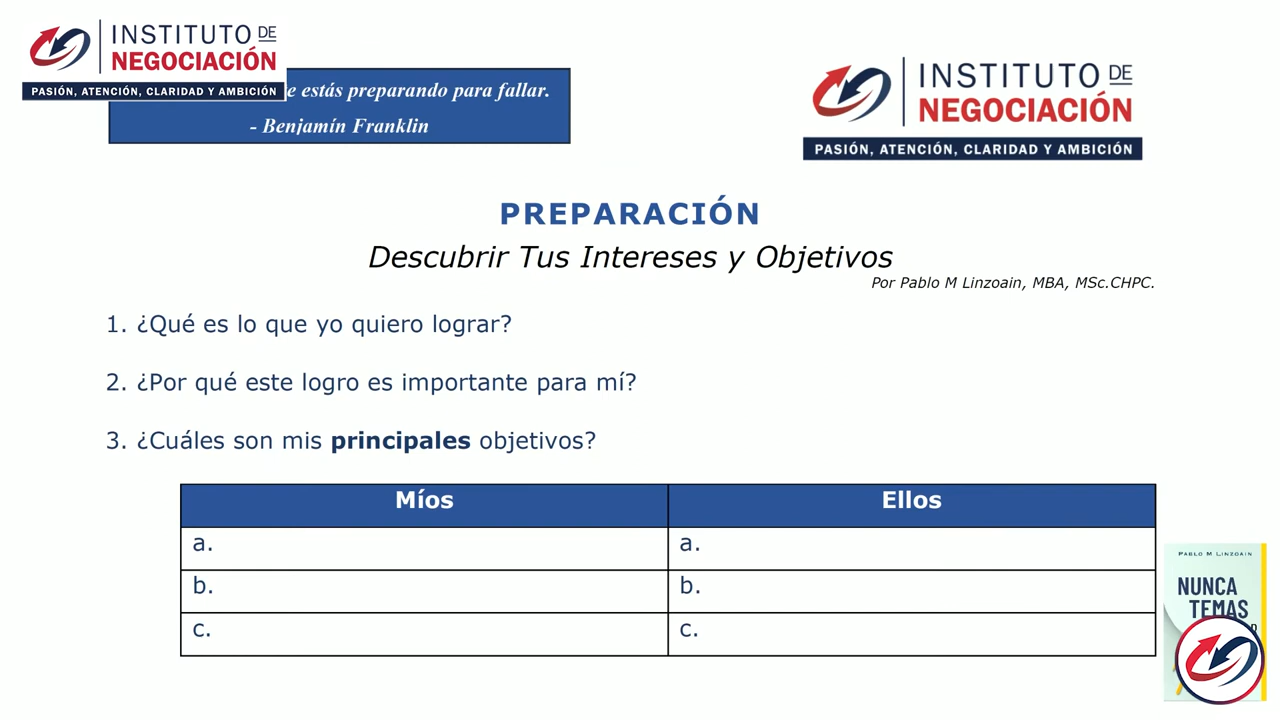 INSTITUTO DE
NEGOCIACIÓN
PASIÓN, ATENCIÓN, CLARIDAD Y AMBICIÓN
estás preparando para fallar.
- Benjamín Franklin
INSTITUTO DE
NEGOCIACIÓN
PASIÓN, ATENCIÓN, CLARIDAD Y AMBICIÓN
PREPARACIÓN
Descubrir Tus Intereses y Objetivos
Por Pablo M Linzoain, MBA, MSc.CHPC.
1. ¿Qué es lo que yo quiero lograr?
2. ¿Por qué este logro es importante para mí?
3. ¿Cuáles son mis principales objetivos?
Míos Ellos
a. a.
b. b.
c. c.
PABLO M LINZOAIN
NUNCA
TEMAS